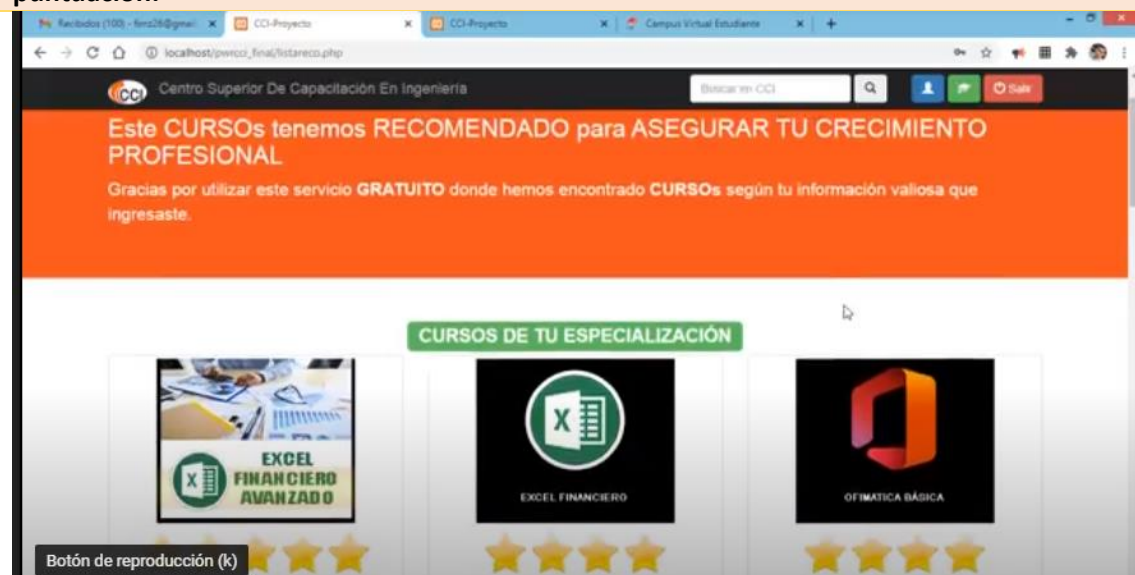 puntuación.
Recibidos (100) - fimz26@gmail
CCI-Proyecto
CCI-Proyecto
Campus Virtual Estudiante
localhost/pwrcci_final/listareco.php
CCI
Centro Superior De Capacitación En Ingeniería
Buscar en CCI
Salir
Este CURSOs tenemos RECOMENDADO para ASEGURAR TU CRECIMIENTO
PROFESIONAL
Gracias por utilizar este servicio GRATUITO donde hemos encontrado CURSOs según tu información valiosa que
ingresaste.
CURSOS DE TU ESPECIALIZACIÓN
EXCEL
FINANCIERO
AVANZADO
EXCEL FINANCIERO
OFIMATICA BÁSICA
Botón de reproducción (k)